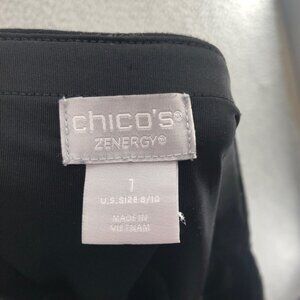 chico's®
ZENERGY®
1
U.S. SIZE 8/10
MADE IN
VIETNAM